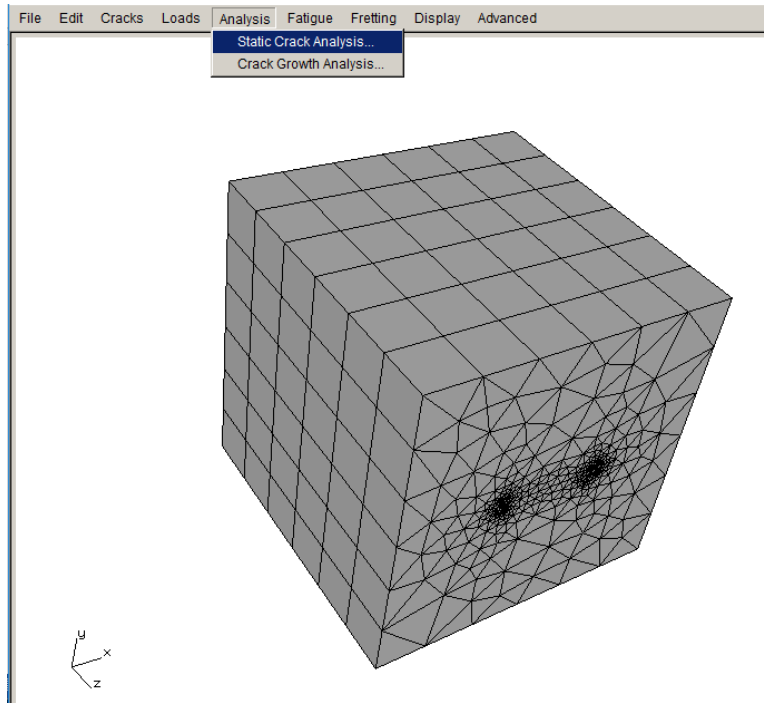 File Edit Cracks Loads Analysis Fatigue Fretting Display Advanced
Static Crack Analysis...
Crack Growth Analysis...
y
x
z